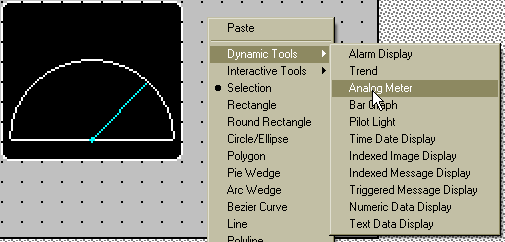 Paste
Dynamic Tools
Interactive Tools
Selection
Rectangle
Round Rectangle
Circle/Ellipse
Polygon
Pie Wedge
Arc Wedge
Bezier Curve
Line
Polyline
Alarm Display
Trend
Analog Meter
Bar Graph
Pilot Light
Time Date Display
Indexed Image Display
Indexed Message Display
Triggered Message Display
Numeric Data Display
Text Data Display